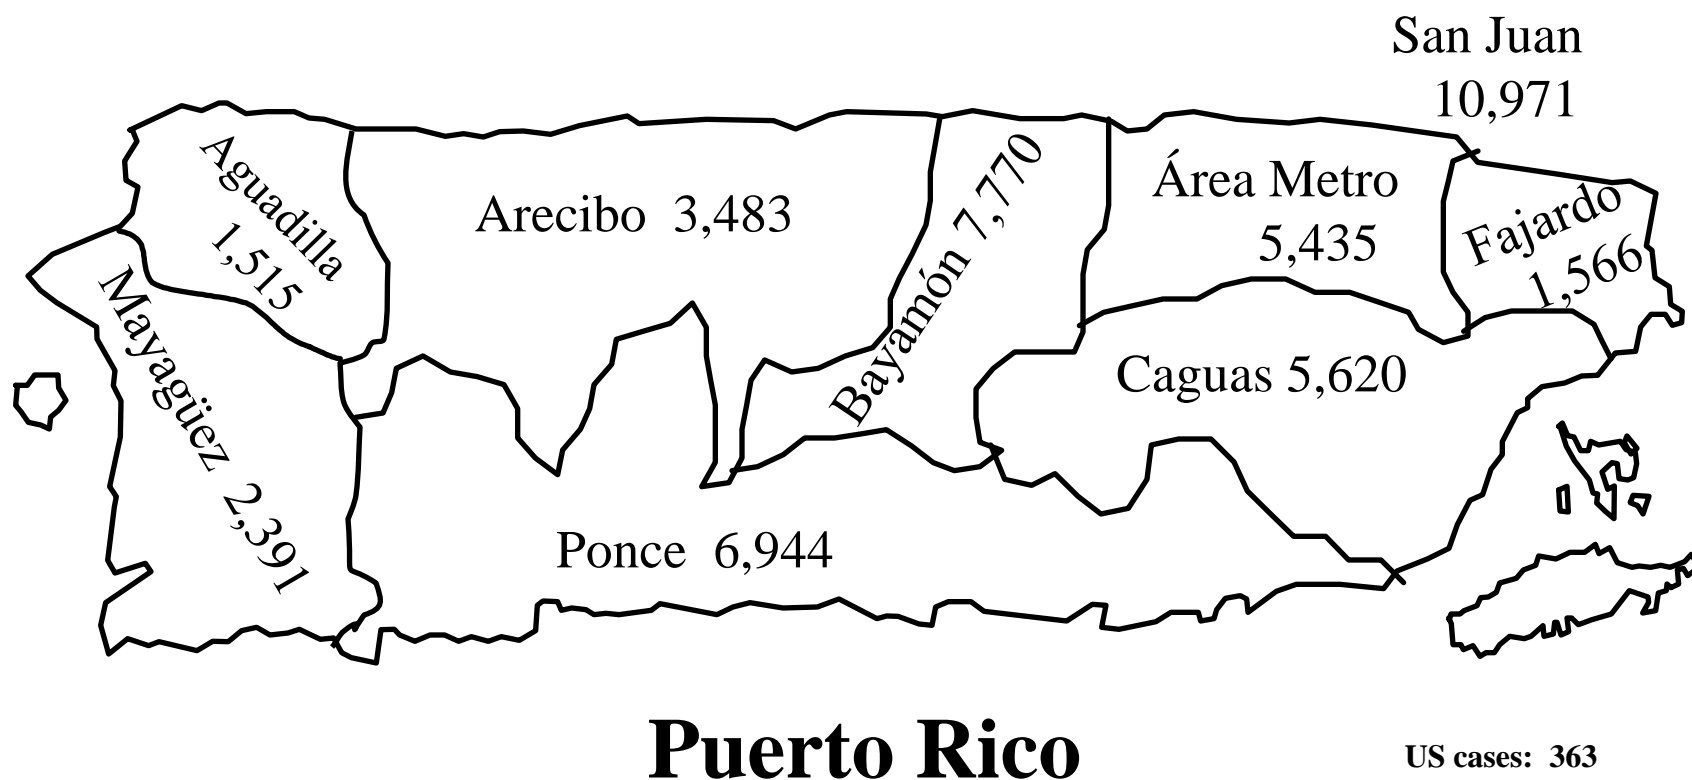 San Juan
10,971
Aguadilla
1,515
Arecibo 3,483
Bayamón 7,770
Área Metro
5,435
Fajardo
1,566
Mayagüez 2,391
Caguas 5,620
Ponce 6,944
Puerto Rico
US cases: 363